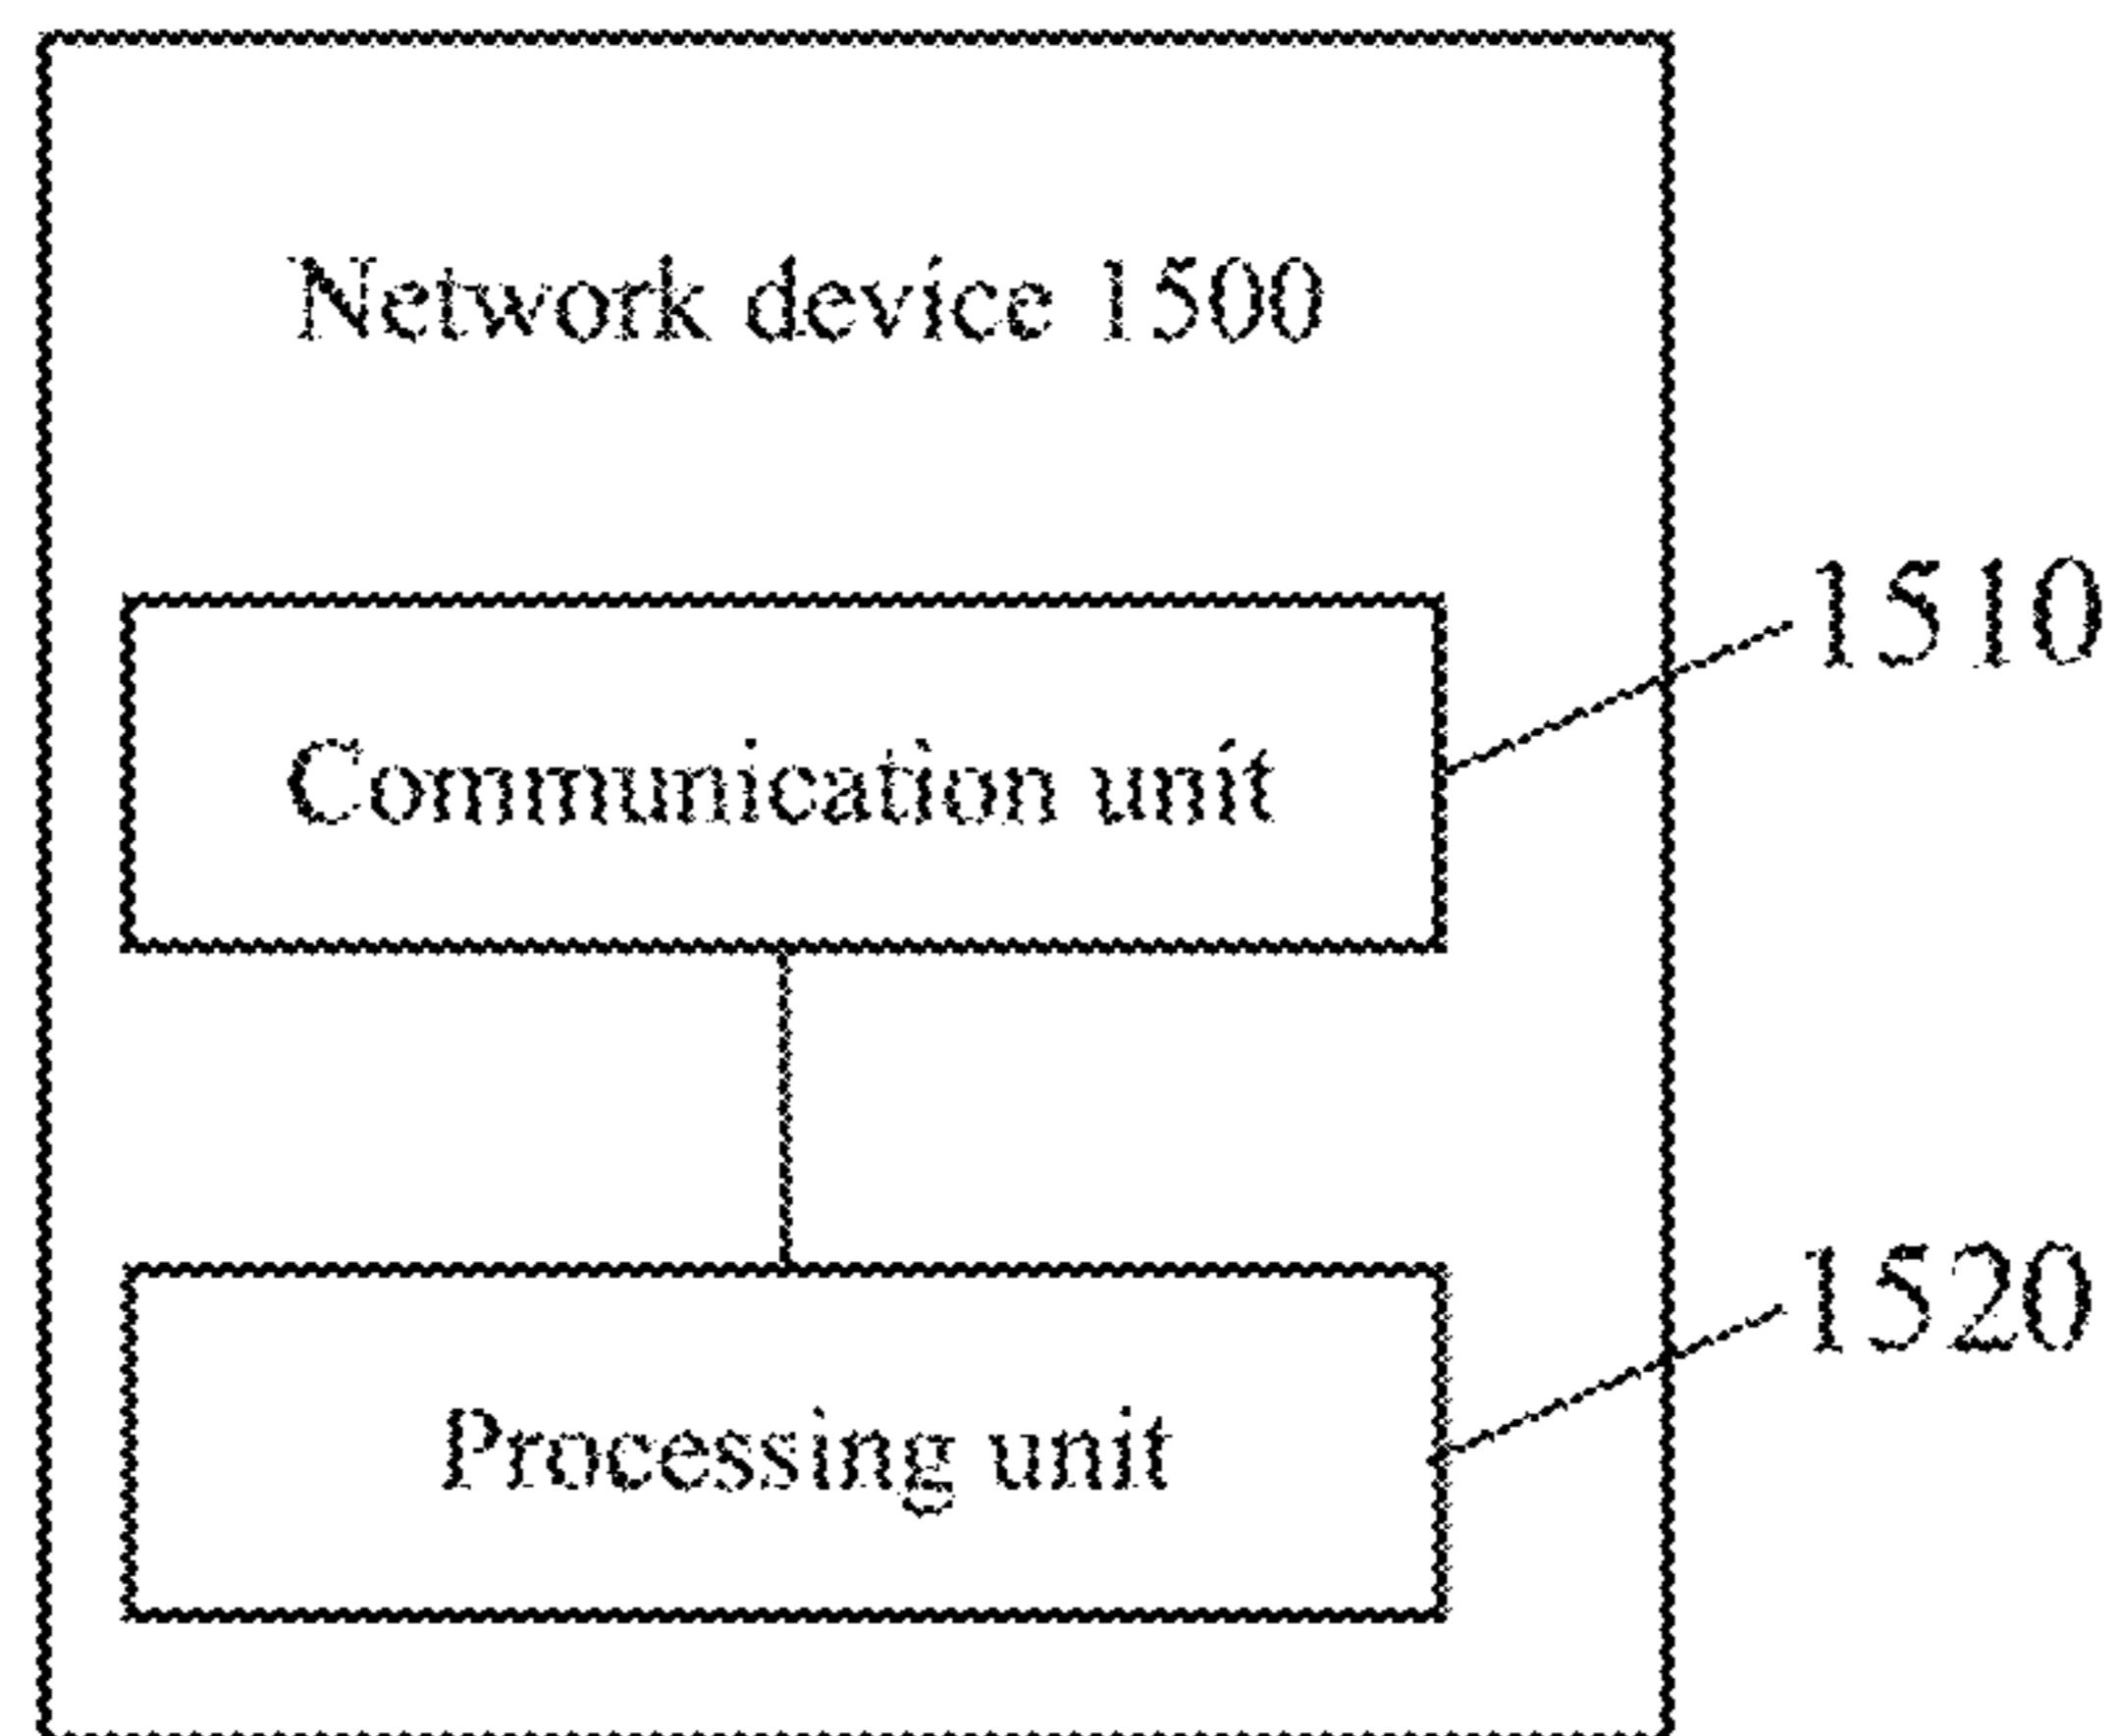 Network device 1500
1510
Communication unit
1520
Processing unit